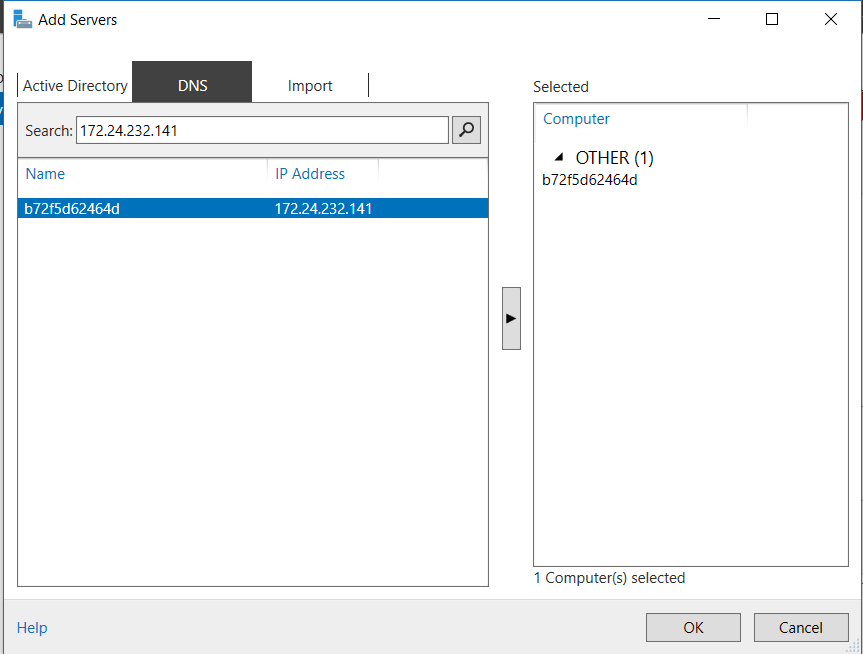 Add Servers
Active Directory
DNS
Import
Search: 172.24.232.141
Name IP Address
b72f5d62464d 172.24.232.141
Selected
Computer
OTHER (1)
b72f5d62464d
1 Computer(s) selected
Help
OK
Cancel